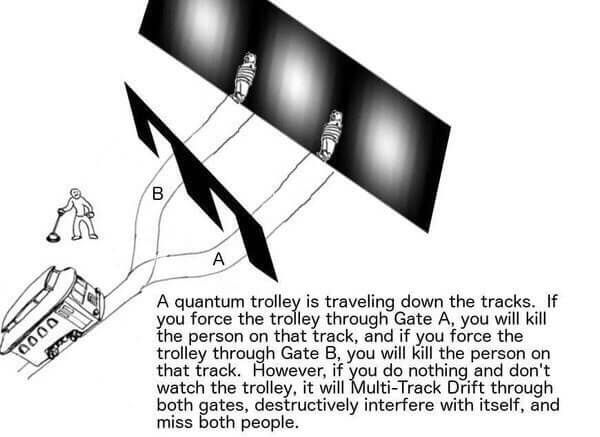 B
A
A quantum trolley is traveling down the tracks.  If
you force the trolley through Gate A, you will kill
the person on that track, and if you force the
trolley through Gate B, you will kill the person on
that track.  However, if you do nothing and don't
watch the trolley, it will Multi-Track Drift through
both gates, destructively interfere with itself, and
miss both people.